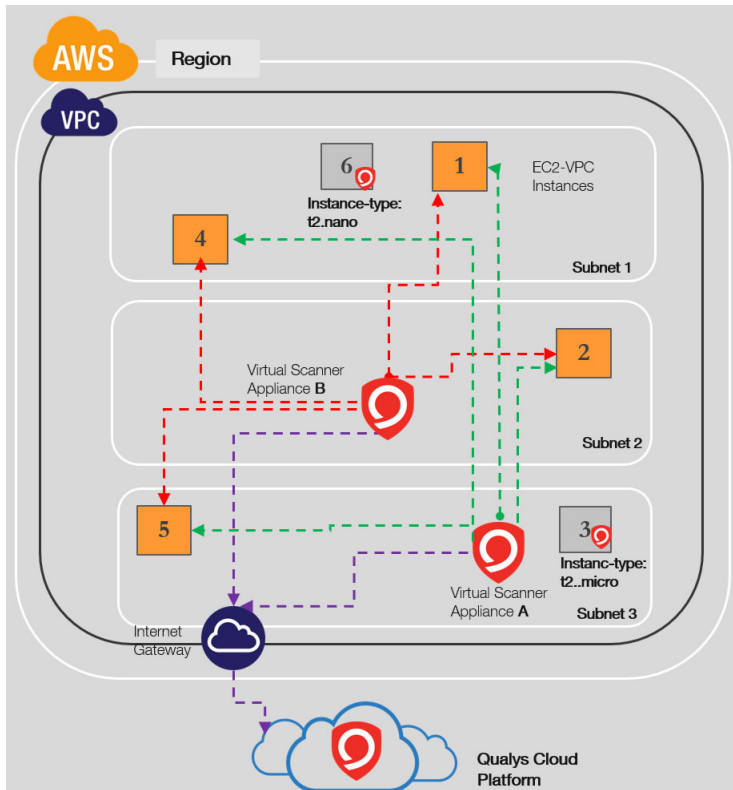 AWS
Region
VPC
6
1
EC2-VPC
Instances
Instance-type:
t2.nano
4
Subnet 1
2
Virtual Scanner
Appliance B
Subnet 2
5
3
Instanc-type:
t2..micro
Virtual Scanner
Appliance A
Subnet 3
Internet
Gateway
Qualys Cloud
Platform